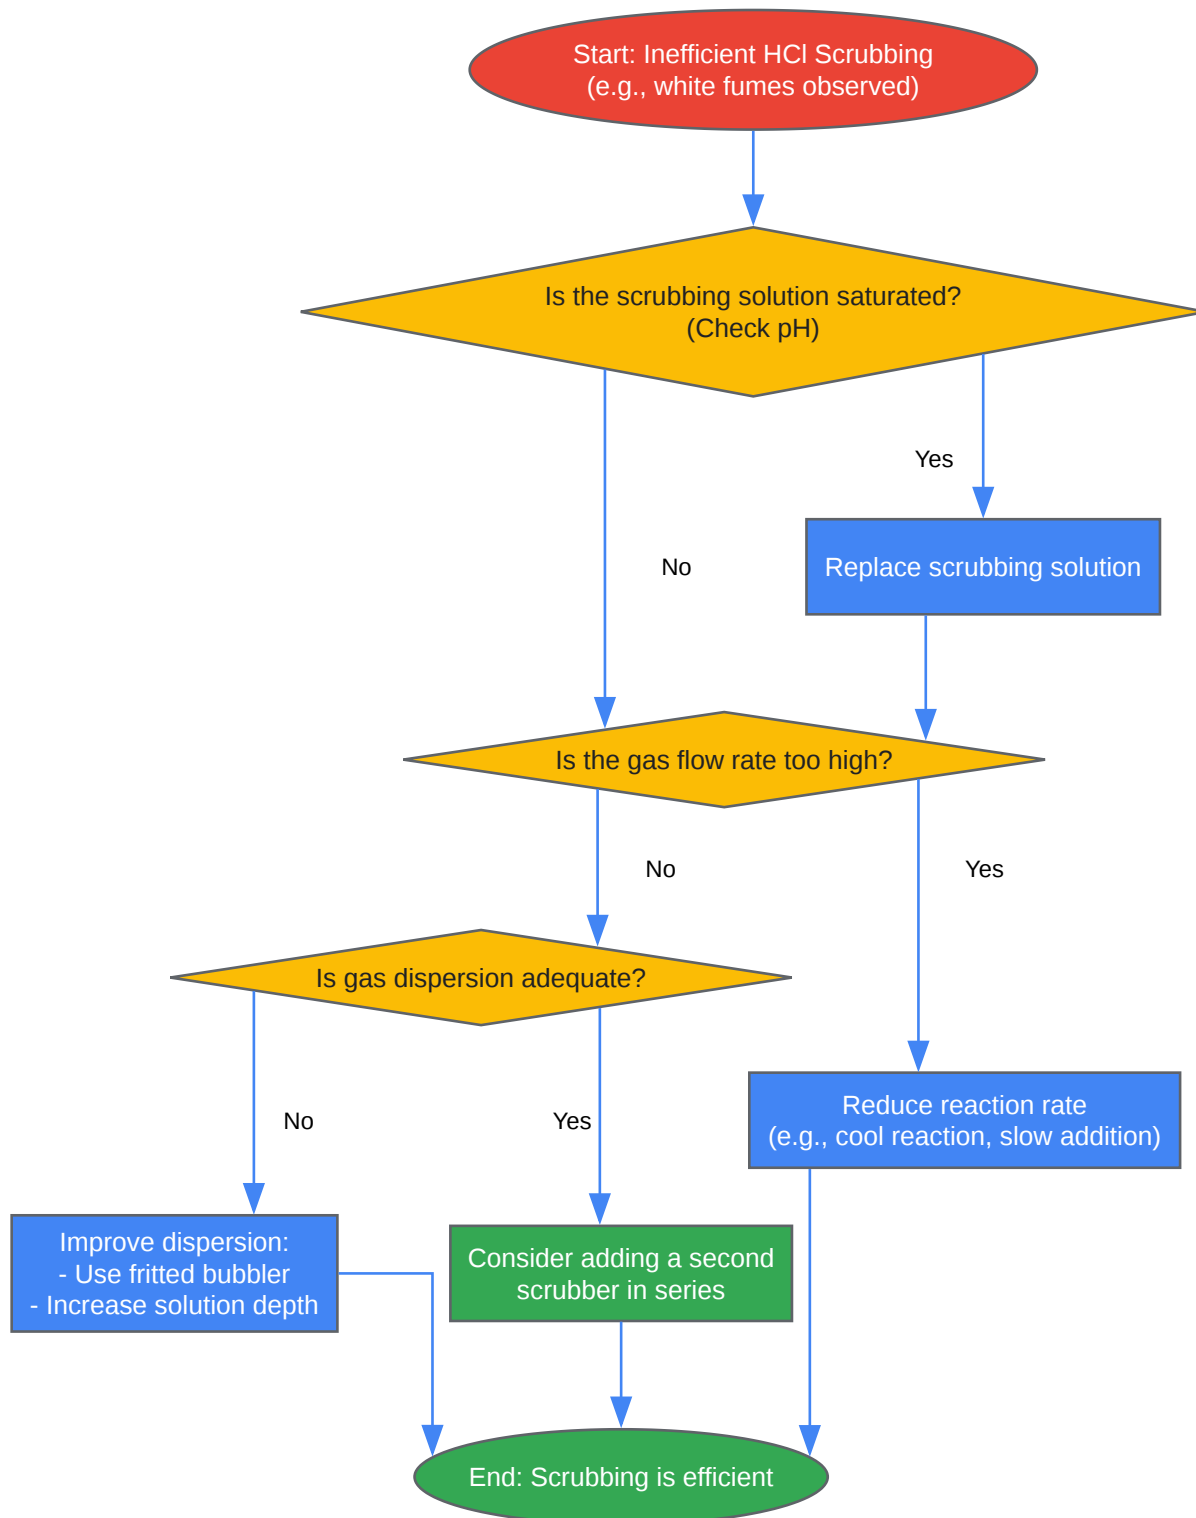 Start: Inefficient HCl Scrubbing
(e.g., white fumes observed)
Is the scrubbing solution saturated?
(Check pH)
Yes
No
Replace scrubbing solution
Is the gas flow rate too high?
No
Yes
Is gas dispersion adequate?
No
Yes
Reduce reaction rate
(e.g., cool reaction, slow addition)
Improve dispersion:
- Use fritted bubbler
- Increase solution depth
Consider adding a second
scrubber in series
End: Scrubbing is efficient